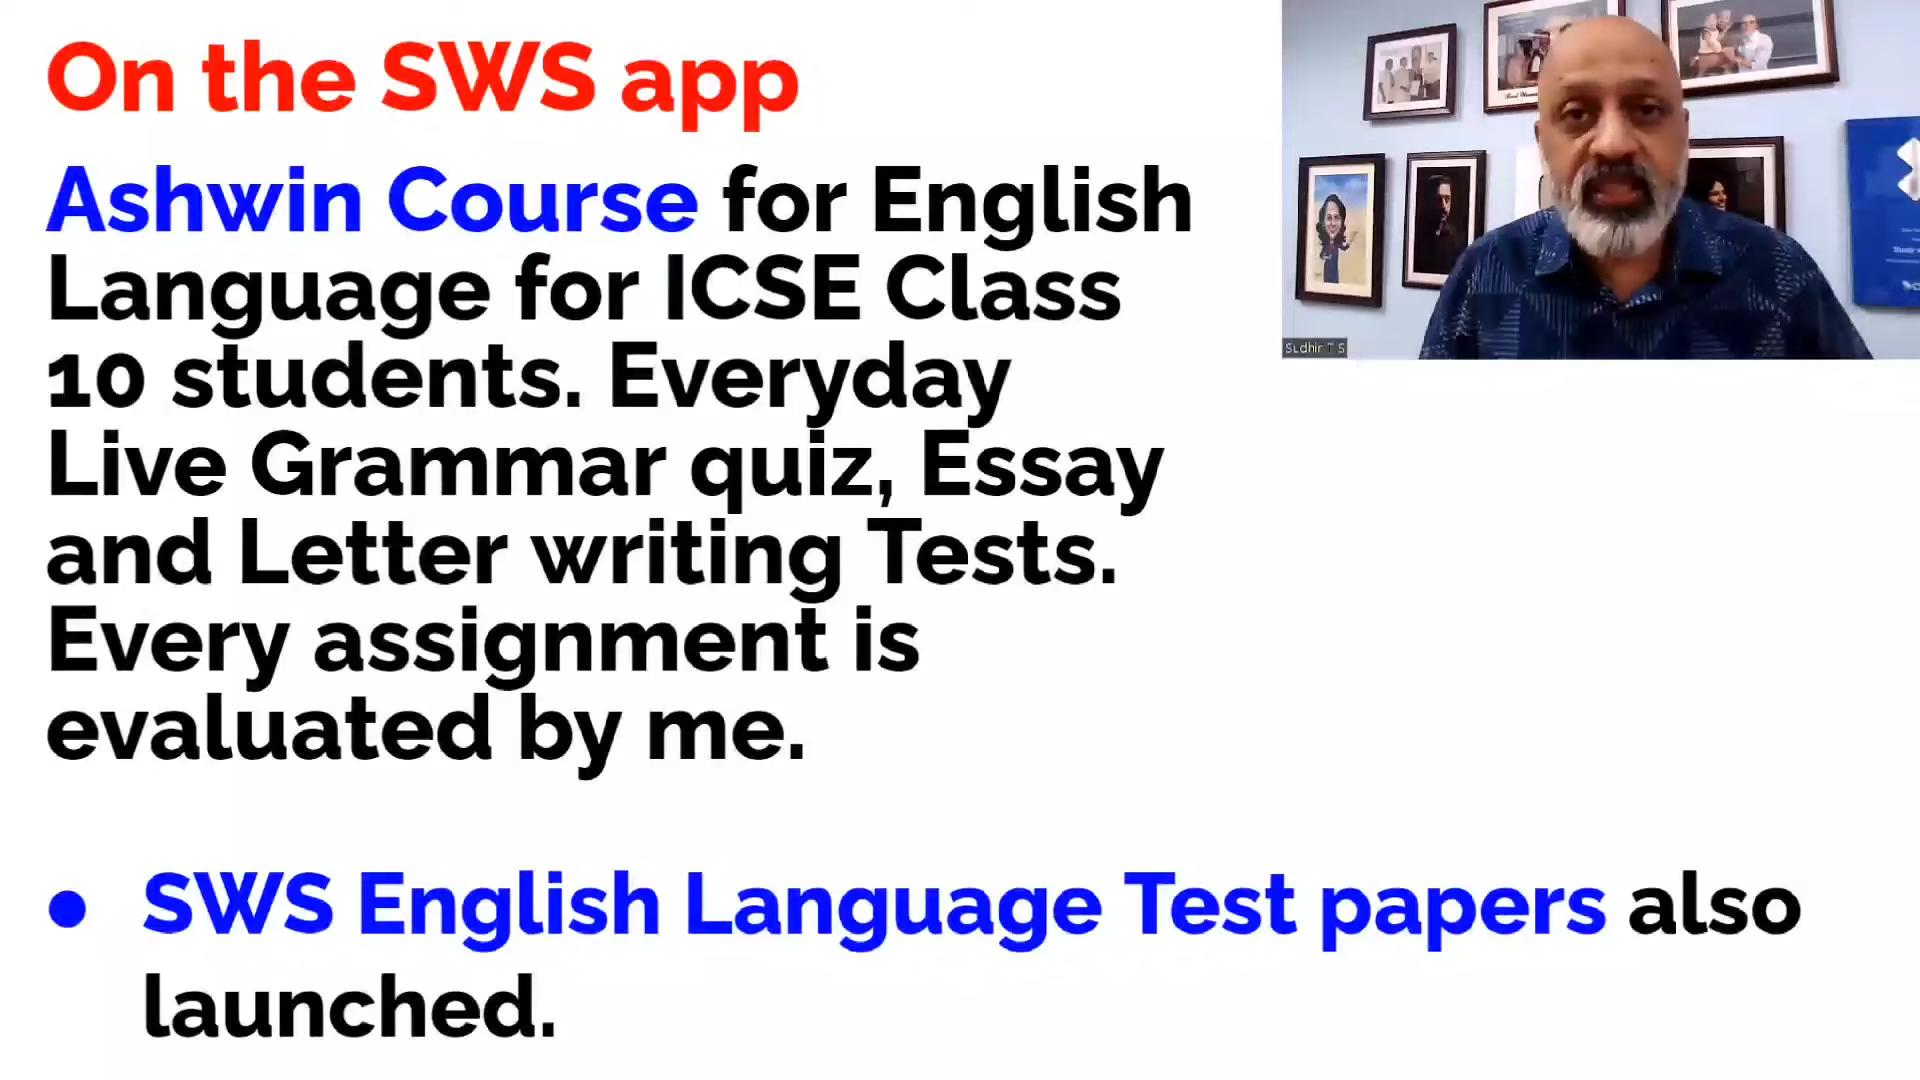 On the SWS app
Ashwin Course for English
Language for ICSE Class
10 students. Everyday
Live Grammar quiz, Essay
and Letter writing Tests.
Every assignment is
evaluated by me.
● SWS English Language Test papers also
launched.
Sudhir T S